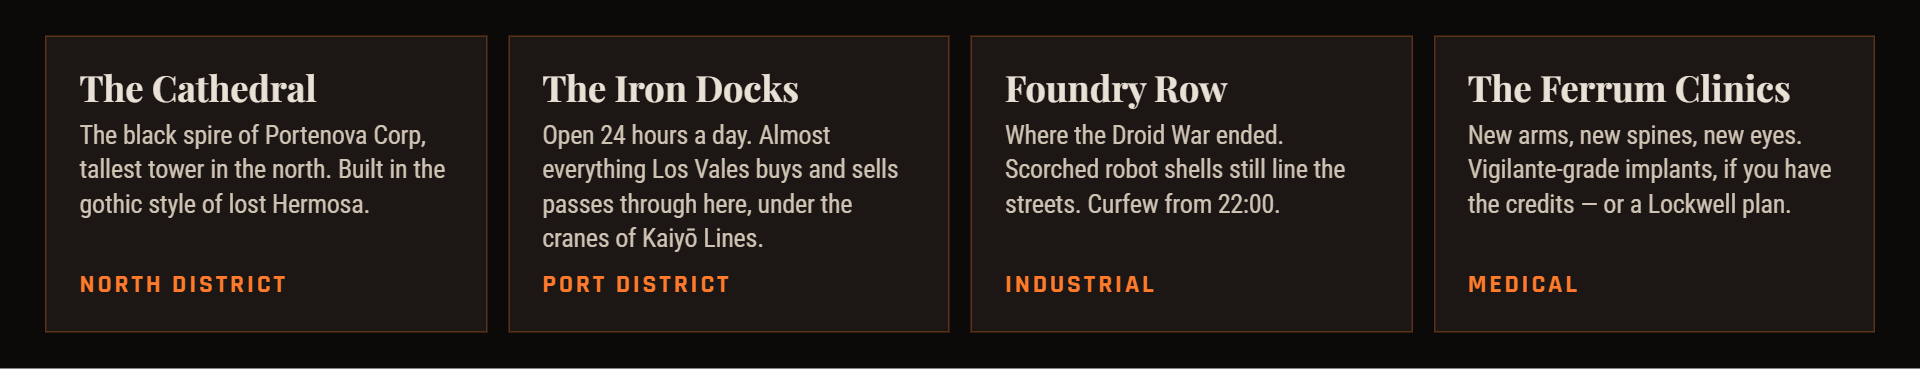 The Cathedral
The black spire of Portenova Corp,
tallest tower in the north. Built in the
gothic style of lost Hermosa.
NORTH DISTRICT
The Iron Docks
Open 24 hours a day. Almost
everything Los Vales buys and sells
passes through here, under the
cranes of Kaiyō Lines.
PORT DISTRICT
Foundry Row
Where the Droid War ended.
Scorched robot shells still line the
streets. Curfew from 22:00.
INDUSTRIAL
The Ferrum Clinics
New arms, new spines, new eyes.
Vigilante-grade implants, if you have
the credits — or a Lockwell plan.
MEDICAL